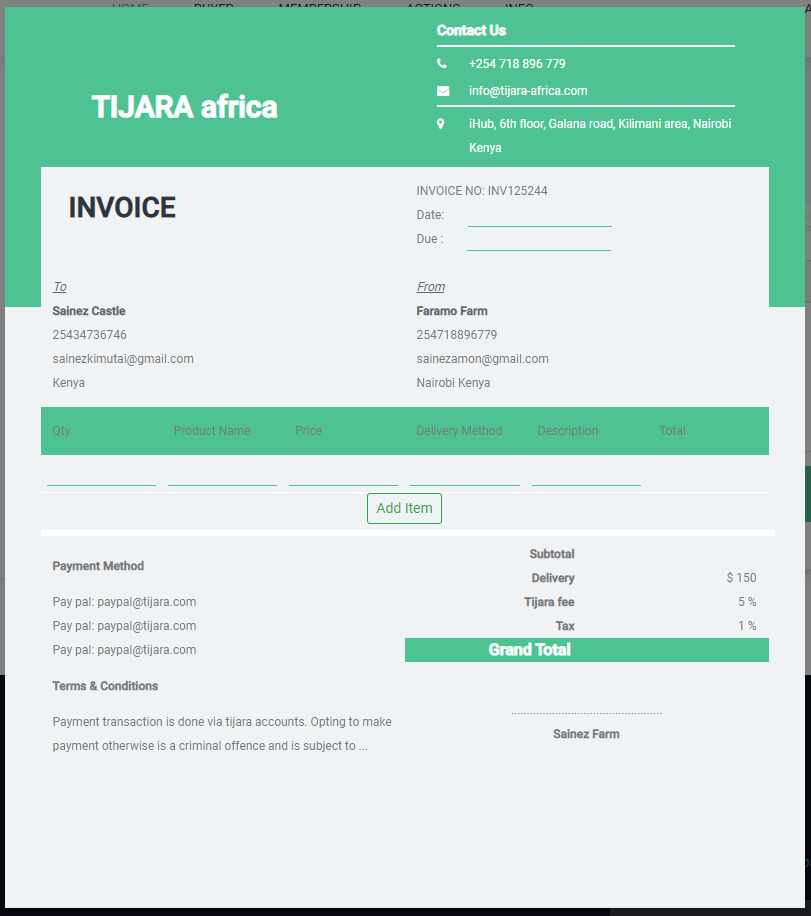 HOME BUYER MEMBERSHIP ACTIONS INFO
Contact Us
+254 718 896 779
info@tijara-africa.com
TIJARA africa
iHub, 6th floor, Galana road, Kilimani area, Nairobi
Kenya
INVOICE
INVOICE NO: INV125244
Date:
Due :
To
Sainez Castle
25434736746
sainezkimutai@gmail.com
Kenya
From
Faramo Farm
254718896779
sainezamon@gmail.com
Nairobi Kenya
Qty Product Name Price Delivery Method Description Total
Add Item
Payment Method
Pay pal: paypal@tijara.com
Pay pal: paypal@tijara.com
Pay pal: paypal@tijara.com
Terms & Conditions
Payment transaction is done via tijara accounts. Opting to make
payment otherwise is a criminal offence and is subject to ...
Subtotal
Delivery $ 150
Tijara fee 5 %
Tax 1 %
Grand Total
Sainez Farm